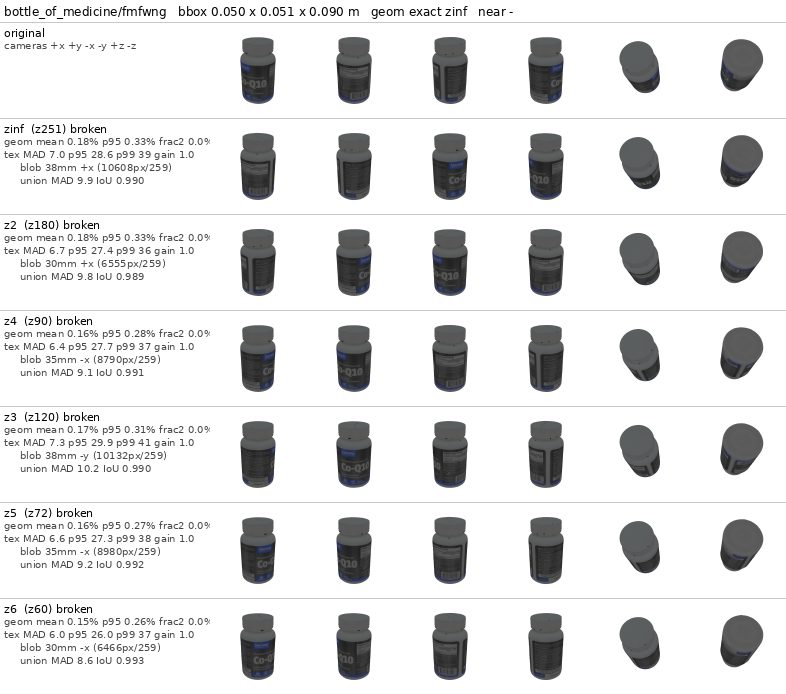 bottle_of_medicine/fmfwng bbox 0.050 x 0.051 x 0.090 m geom exact zinf near -
original
cameras +x +y -x -y +z -z
Co-Q10
zinf (z251) broken
geom mean 0.18% p95 0.33% frac2 0.0%
tex MAD 7.0 p95 28.6 p99 39 gain 1.0
blob 38mm +x (10608px/259)
union MAD 9.9 IoU 0.990
z2 (z180) broken
geom mean 0.18% p95 0.33% frac2 0.0%
tex MAD 6.7 p95 27.4 p99 36 gain 1.0
blob 30mm +x (6555px/259)
union MAD 9.8 IoU 0.989
z4 (z90) broken
geom mean 0.16% p95 0.28% frac2 0.0%
tex MAD 6.4 p95 27.7 p99 37 gain 1.0
blob 35mm -x (8790px/259)
union MAD 9.1 IoU 0.991
z3 (z120) broken
geom mean 0.17% p95 0.31% frac2 0.0%
tex MAD 7.3 p95 29.9 p99 41 gain 1.0
blob 38mm -y (10132px/259)
union MAD 10.2 IoU 0.990
Co-Q10
z5 (z72) broken
geom mean 0.16% p95 0.27% frac2 0.0%
tex MAD 6.6 p95 27.3 p99 38 gain 1.0
blob 35mm -x (8980px/259)
union MAD 9.2 IoU 0.992
z6 (z60) broken
geom mean 0.15% p95 0.26% frac2 0.0%
tex MAD 6.0 p95 26.0 p99 37 gain 1.0
blob 30mm -x (6466px/259)
union MAD 8.6 IoU 0.993